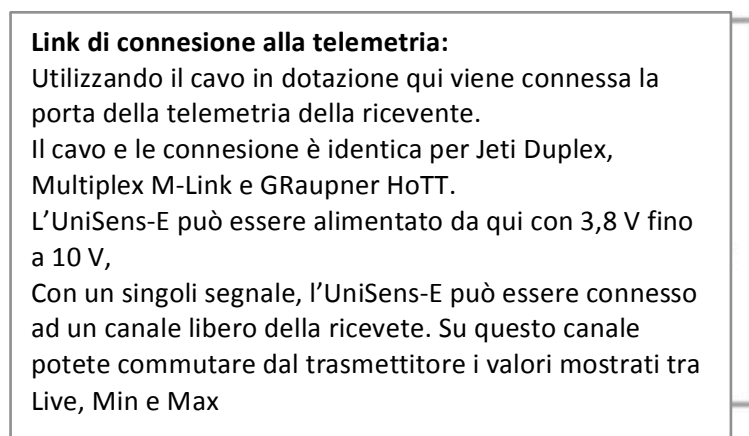 Link di connesione alla telemetria:
Utilizzando il cavo in dotazione qui viene connessa la
porta della telemetria della ricevente.
Il cavo e le connesione è identica per Jeti Duplex,
Multiplex M-Link e GRaupner HoTT.
L’UniSens-E può essere alimentato da qui con 3,8 V fino
a 10 V,
Con un singoli segnale, l’UniSens-E può essere connesso
ad un canale libero della ricevete. Su questo canale
potete commutare dal trasmettitore i valori mostrati tra
Live, Min e Max